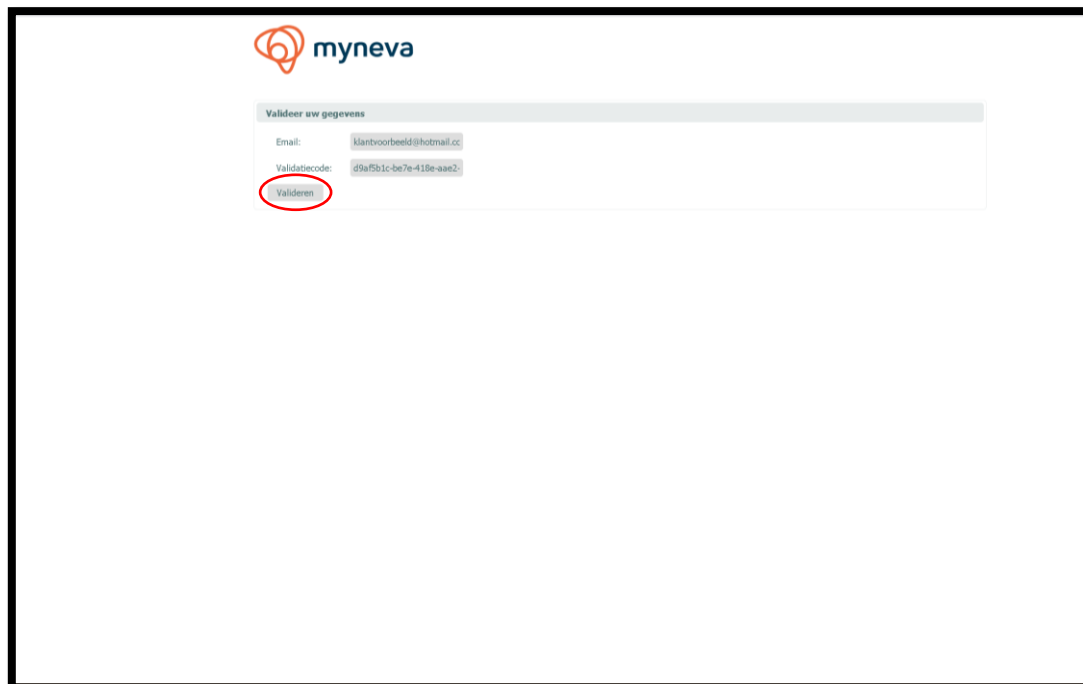 myneva
Valideer uw gegevens
Email: klantvoorbeeld@hotmail.cc
Validatiecode: d9af5b1c-be7e-418e-aae2-
Valideren